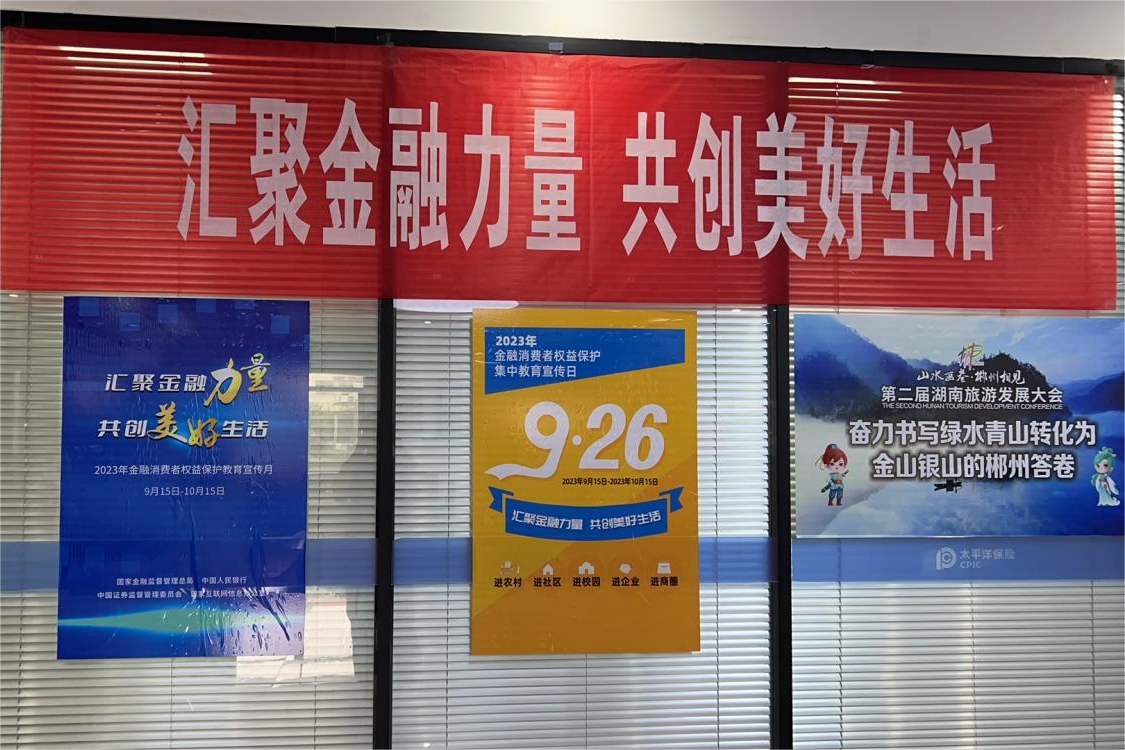 汇聚金融力量 共创美好生活
汇聚金融力量
共创美好生活
2023年金融消费者权益保护教育宣传月
9月15日-10月15日
国家金融监督管理总局 中国人民银行
中国证券监督管理委员会 国家互联网信息
2023年
金融消费者权益保护
集中教育宣传日
9·26
2023年9月15日-2023年10月15日
汇聚金融力量 共创美好生活
进农村 进社区 进校园 进企业 进商圈
山水画卷·郴州相见
第二届湖南旅游发展大会
THE SECOND HUNAN TOURISM DEVELOPMENT CONFERENCE
奋力书写绿水青山转化为
金山银山的郴州答卷
太平洋保险
CPIC